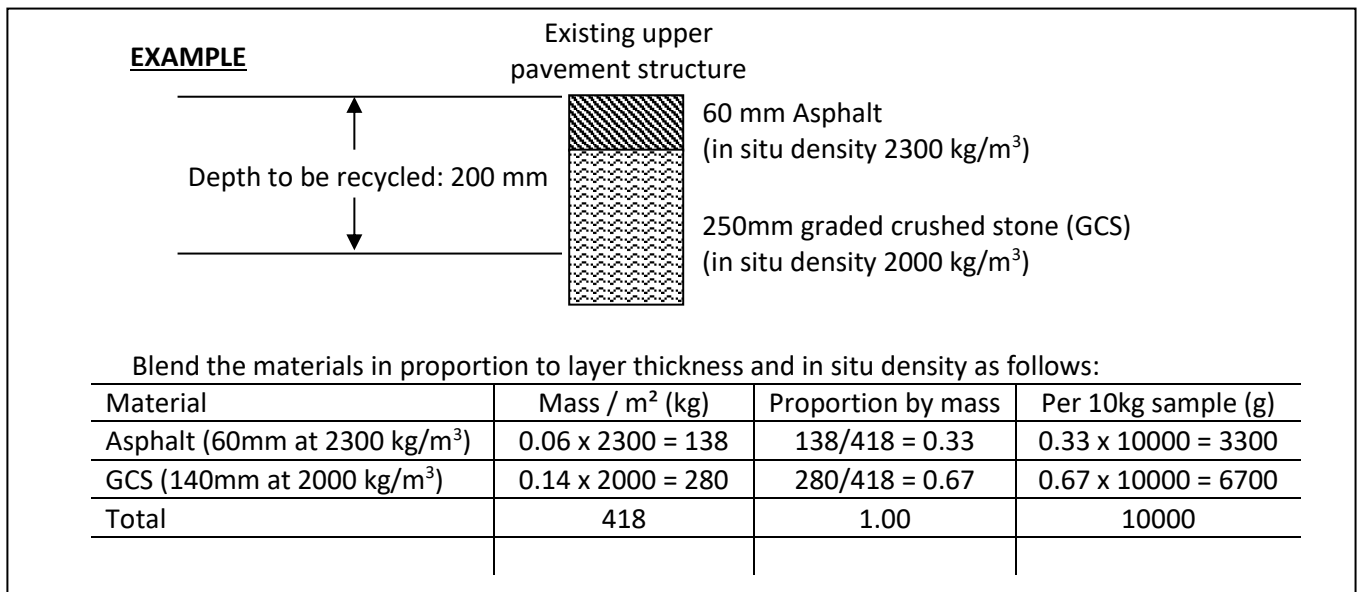 EXAMPLE
Existing upper
pavement structure
60 mm Asphalt
(in situ density 2300 kg/m³)
Depth to be recycled: 200 mm
250mm graded crushed stone (GCS)
(in situ density 2000 kg/m³)
Blend the materials in proportion to layer thickness and in situ density as follows:
Material Mass / m² (kg) Proportion by mass Per 10kg sample (g)
Asphalt (60mm at 2300 kg/m³) 0.06 x 2300 = 138 138/418 = 0.33 0.33 x 10000 = 3300
GCS (140mm at 2000 kg/m³) 0.14 x 2000 = 280 280/418 = 0.67 0.67 x 10000 = 6700
Total 418 1.00 10000